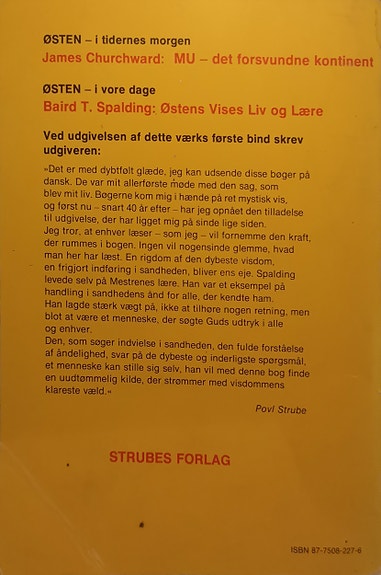 ØSTEN – i tidernes morgen
James Churchward: MU – det forsvundne kontinent
ØSTEN – i vore dage
Baird T. Spalding: Østens Vises Liv og Lære
Ved udgivelsen af dette værks første bind skrev
udgiveren:
»Det er med dybtfølt glæde, jeg kan udsende disse bøger på
dansk. De var mit allerførste møde med den sag, som
blev mit liv. Bøgerne kom mig i hænde på ret mystisk vis,
og først nu – snart 40 år efter – har jeg opnået den tilladelse
til udgivelse, der har ligget mig på sinde lige siden.
Jeg tror, at enhver læser – som jeg – vil fornemme den kraft,
der rummes i bogen. Ingen vil nogensinde glemme, hvad
man her har læst. En rigdom af den dybeste visdom,
en frigjort indføring i sandheden, bliver ens eje. Spalding
levede selv på Mestrenes lære. Han var et eksempel på
handling i sandhedens ånd for alle, der kendte ham.
Han lagde stærk vægt på, ikke at tilhøre nogen retning, men
blot at være et menneske, der søgte Guds udtryk i alle
og enhver.
Den, som søger indvielse i sandheden, den fulde forståelse
af åndelighed, svar på de dybeste og inderligste spørgsmål,
et menneske kan stille sig selv, han vil med denne bog finde
en uudtømmelig kilde, der strømmer med visdommens
klareste væld.«
Povl Strube
STRUBES FORLAG
ISBN 87-7508-227-6